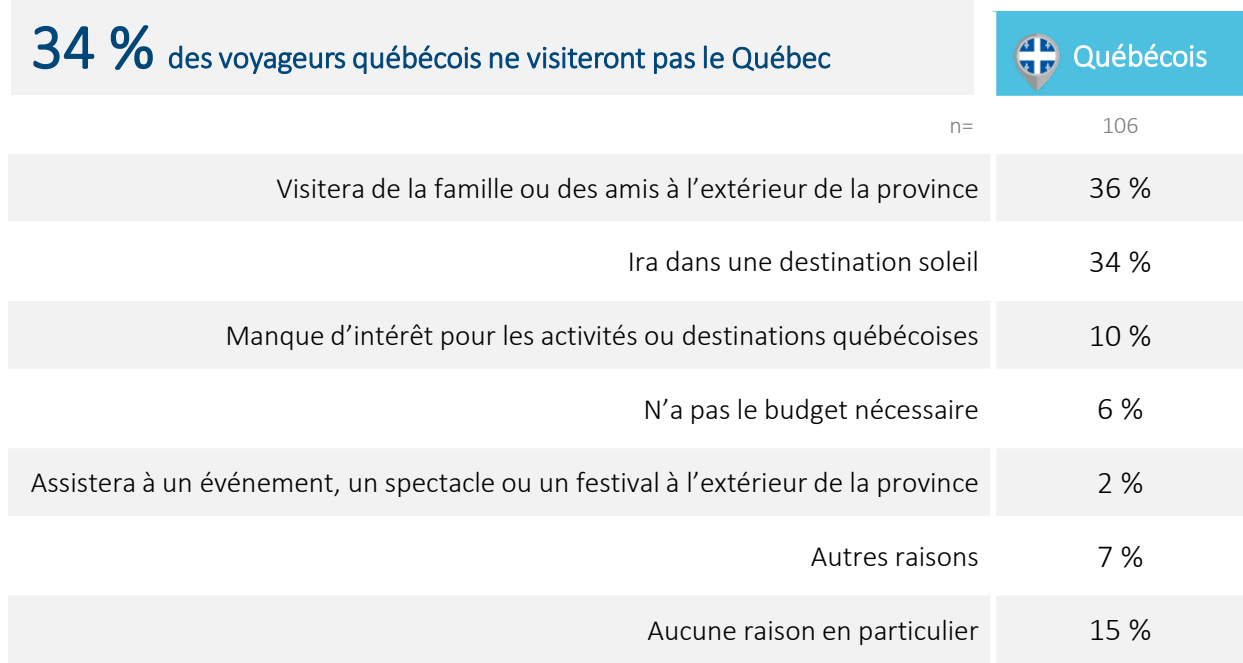 34 % des voyageurs québécois ne visiteront pas le Québec
Québécois
n= 106
Visitera de la famille ou des amis à l’extérieur de la province 36 %
Ira dans une destination soleil 34 %
Manque d’intérêt pour les activités ou destinations québécoises 10 %
N’a pas le budget nécessaire 6 %
Assistera à un événement, un spectacle ou un festival à l’extérieur de la province 2 %
Autres raisons 7 %
Aucune raison en particulier 15 %